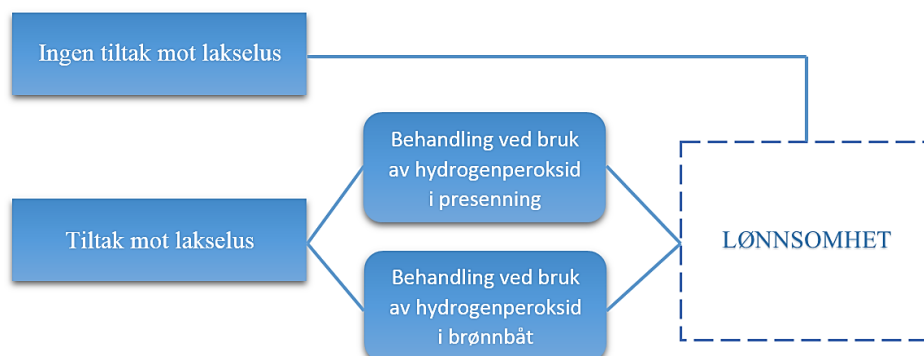 Ingen tiltak mot lakselus
Behandling ved bruk
av hydrogenperoksid
i presenning
Tiltak mot lakselus
LØNNSOMHET
Behandling ved bruk
av hydrogenperoksid
i brønnbåt